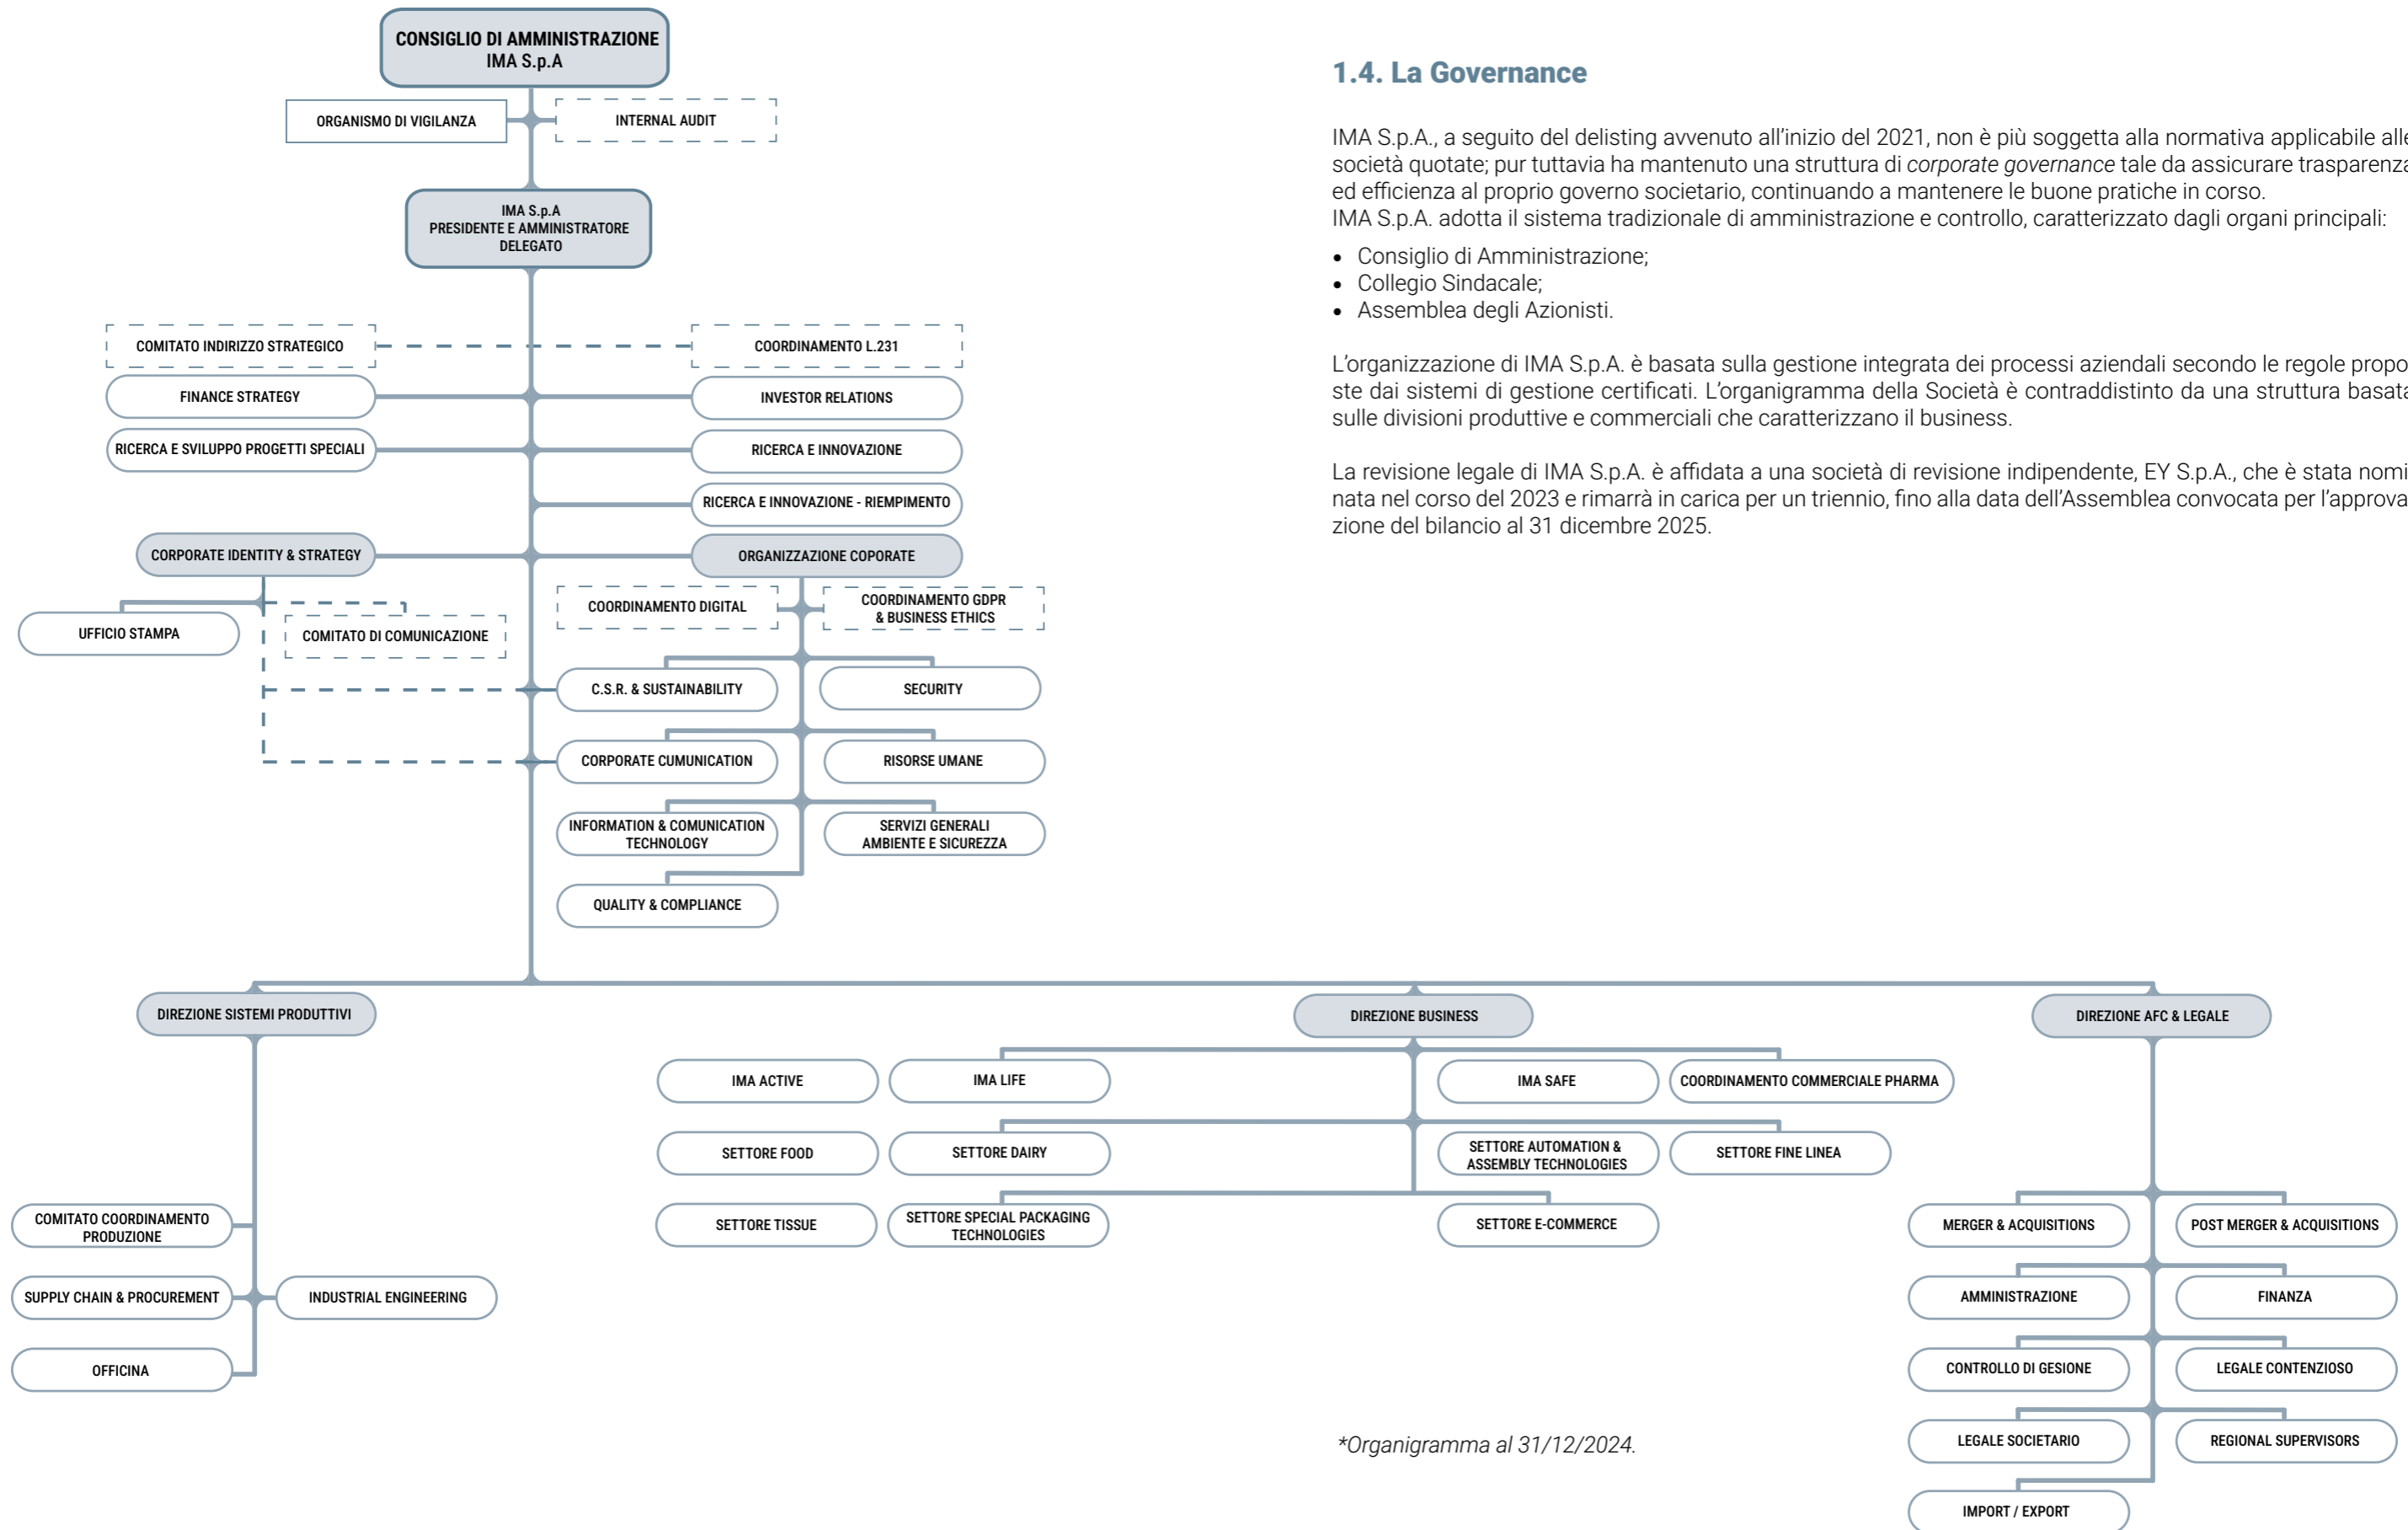 CONSIGLIO DI AMMINISTRAZIONE
IMA S.p.A
ORGANISMO DI VIGILANZA
INTERNAL AUDIT
IMA S.p.A
PRESIDENTE E AMMINISTRATORE
DELEGATO
COMITATO INDIRIZZO STRATEGICO
COORDINAMENTO L.231
FINANCE STRATEGY
INVESTOR RELATIONS
RICERCA E SVILUPPO PROGETTI SPECIALI
RICERCA E INNOVAZIONE
RICERCA E INNOVAZIONE - RIEMPIMENTO
CORPORATE IDENTITY & STRATEGY
ORGANIZZAZIONE COPORATE
UFFICIO STAMPA
COMITATO DI COMUNICAZIONE
COORDINAMENTO DIGITAL
COORDINAMENTO GDPR
& BUSINESS ETHICS
C.S.R. & SUSTAINABILITY
SECURITY
CORPORATE CUMUNICATION
RISORSE UMANE
INFORMATION & COMUNICATION
TECHNOLOGY
SERVIZI GENERALI
AMBIENTE E SICUREZZA
QUALITY & COMPLIANCE
1.4. La Governance
IMA S.p.A., a seguito del delisting avvenuto all'inizio del 2021, non è più soggetta alla normativa applicabile alle
società quotate; pur tuttavia ha mantenuto una struttura di corporate governance tale da assicurare trasparenza
ed efficienza al proprio governo societario, continuando a mantenere le buone pratiche in corso.
IMA S.p.A. adotta il sistema tradizionale di amministrazione e controllo, caratterizzato dagli organi principali:
• Consiglio di Amministrazione;
• Collegio Sindacale;
• Assemblea degli Azionisti.
L'organizzazione di IMA S.p.A. è basata sulla gestione integrata dei processi aziendali secondo le regole propo
ste dai sistemi di gestione certificati. L'organigramma della Società è contraddistinto da una struttura basata
sulle divisioni produttive e commerciali che caratterizzano il business.
La revisione legale di IMA S.p.A. è affidata a una società di revisione indipendente, EY S.p.A., che è stata nomi
nata nel corso del 2023 e rimarrà in carica per un triennio, fino alla data dell'Assemblea convocata per l'approva
zione del bilancio al 31 dicembre 2025.
DIREZIONE SISTEMI PRODUTTIVI
COMITATO COORDINAMENTO
PRODUZIONE
SUPPLY CHAIN & PROCUREMENT
INDUSTRIAL ENGINEERING
OFFICINA
DIREZIONE BUSINESS
IMA ACTIVE
IMA LIFE
IMA SAFE
COORDINAMENTO COMMERCIALE PHARMA
SETTORE FOOD
SETTORE DAIRY
SETTORE AUTOMATION &
ASSEMBLY TECHNOLOGIES
SETTORE FINE LINEA
SETTORE TISSUE
SETTORE SPECIAL PACKAGING
TECHNOLOGIES
SETTORE E-COMMERCE
DIREZIONE AFC & LEGALE
MERGER & ACQUISITIONS
POST MERGER & ACQUISITIONS
AMMINISTRAZIONE
FINANZA
CONTROLLO DI GESIONE
LEGALE CONTENZIOSO
LEGALE SOCIETARIO
REGIONAL SUPERVISORS
IMPORT / EXPORT
*Organigramma al 31/12/2024.